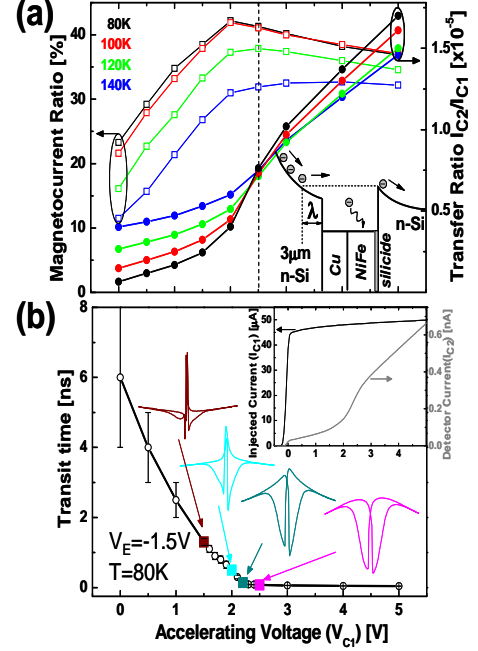 (a)
80K
100K
120K
140K
Magnetocurrent Ratio [%]
40
30
20
10
0
Transfer Ratio I_C2/I_C1 [x10^-5]
1.5
1.0
0.5
λ
3μm
n-Si
Cu
NiFe
silicide
n-Si
(b)
Transit time [ns]
8
6
4
2
0
V_E=-1.5V
T=80K
Injected Current (I_C1) [μA]
50
40
30
20
10
0
Detector Current(I_C2) [nA]
0.6
0.4
0.2
0.0
0 1 2 3 4
0 1 2 3 4 5
Accelerating Voltage (V_C1) [V]